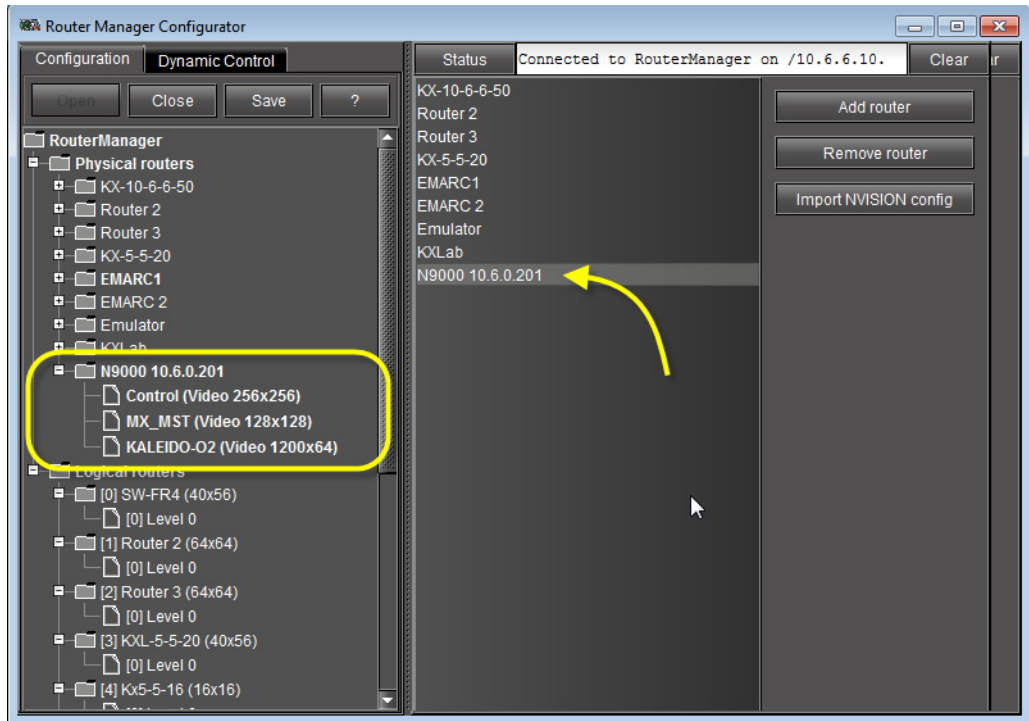 Router Manager Configurator
Configuration
Dynamic Control
Open
Close
Save
?
RouterManager
Physical routers
KX-10-6-6-50
Router 2
Router 3
KX-5-5-20
EMARC1
EMARC 2
Emulator
KXLab
N9000 10.6.0.201
Control (Video 256x256)
MX_MST (Video 128x128)
KALEIDO-O2 (Video 1200x64)
Logical routers
[0] SW-FR4 (40x56)
[0] Level 0
[1] Router 2 (64x64)
[0] Level 0
[2] Router 3 (64x64)
[0] Level 0
[3] KXL-5-5-20 (40x56)
[0] Level 0
[4] Kx5-5-16 (16x16)
Status
Connected to RouterManager on /10.6.6.10.
Clear
KX-10-6-6-50
Router 2
Router 3
KX-5-5-20
EMARC1
EMARC 2
Emulator
KXLab
N9000 10.6.0.201
Add router
Remove router
Import NVISION config